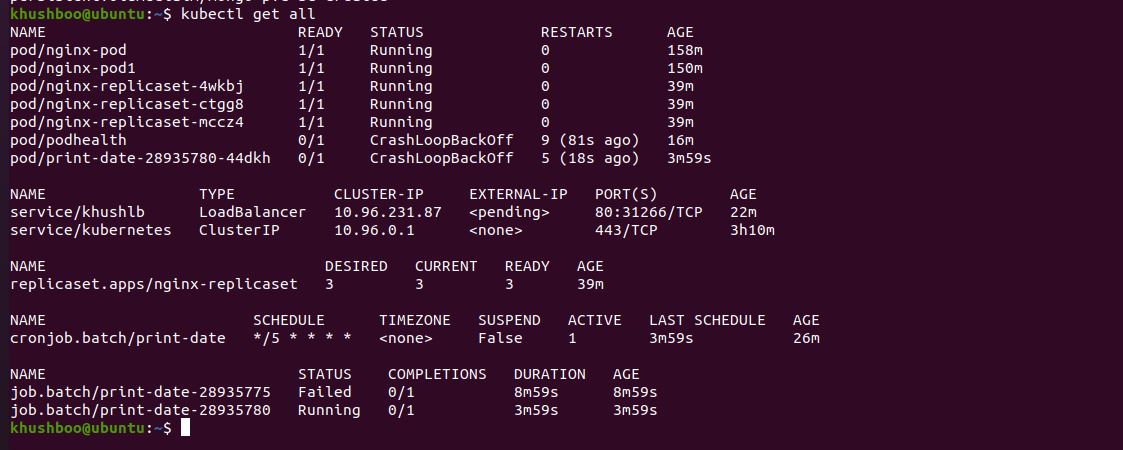 khushboo@ubuntu:~$ kubectl get all
NAME READY STATUS RESTARTS AGE
pod/nginx-pod 1/1 Running 0 158m
pod/nginx-pod1 1/1 Running 0 150m
pod/nginx-replicaset-4wkbj 1/1 Running 0 39m
pod/nginx-replicaset-ctgg8 1/1 Running 0 39m
pod/nginx-replicaset-mccz4 1/1 Running 0 39m
pod/podhealth 0/1 CrashLoopBackOff 9 (81s ago) 16m
pod/print-date-28935780-44dkh 0/1 CrashLoopBackOff 5 (18s ago) 3m59s
NAME TYPE CLUSTER-IP EXTERNAL-IP PORT(S) AGE
service/khushlb LoadBalancer 10.96.231.87 <pending> 80:31266/TCP 22m
service/kubernetes ClusterIP 10.96.0.1 <none> 443/TCP 3h10m
NAME DESIRED CURRENT READY AGE
replicaset.apps/nginx-replicaset 3 3 3 39m
NAME SCHEDULE TIMEZONE SUSPEND ACTIVE LAST SCHEDULE AGE
cronjob.batch/print-date */5 * * * * <none> False 1 3m59s 26m
NAME STATUS COMPLETIONS DURATION AGE
job.batch/print-date-28935775 Failed 0/1 8m59s 8m59s
job.batch/print-date-28935780 Running 0/1 3m59s 3m59s
khushboo@ubuntu:~$